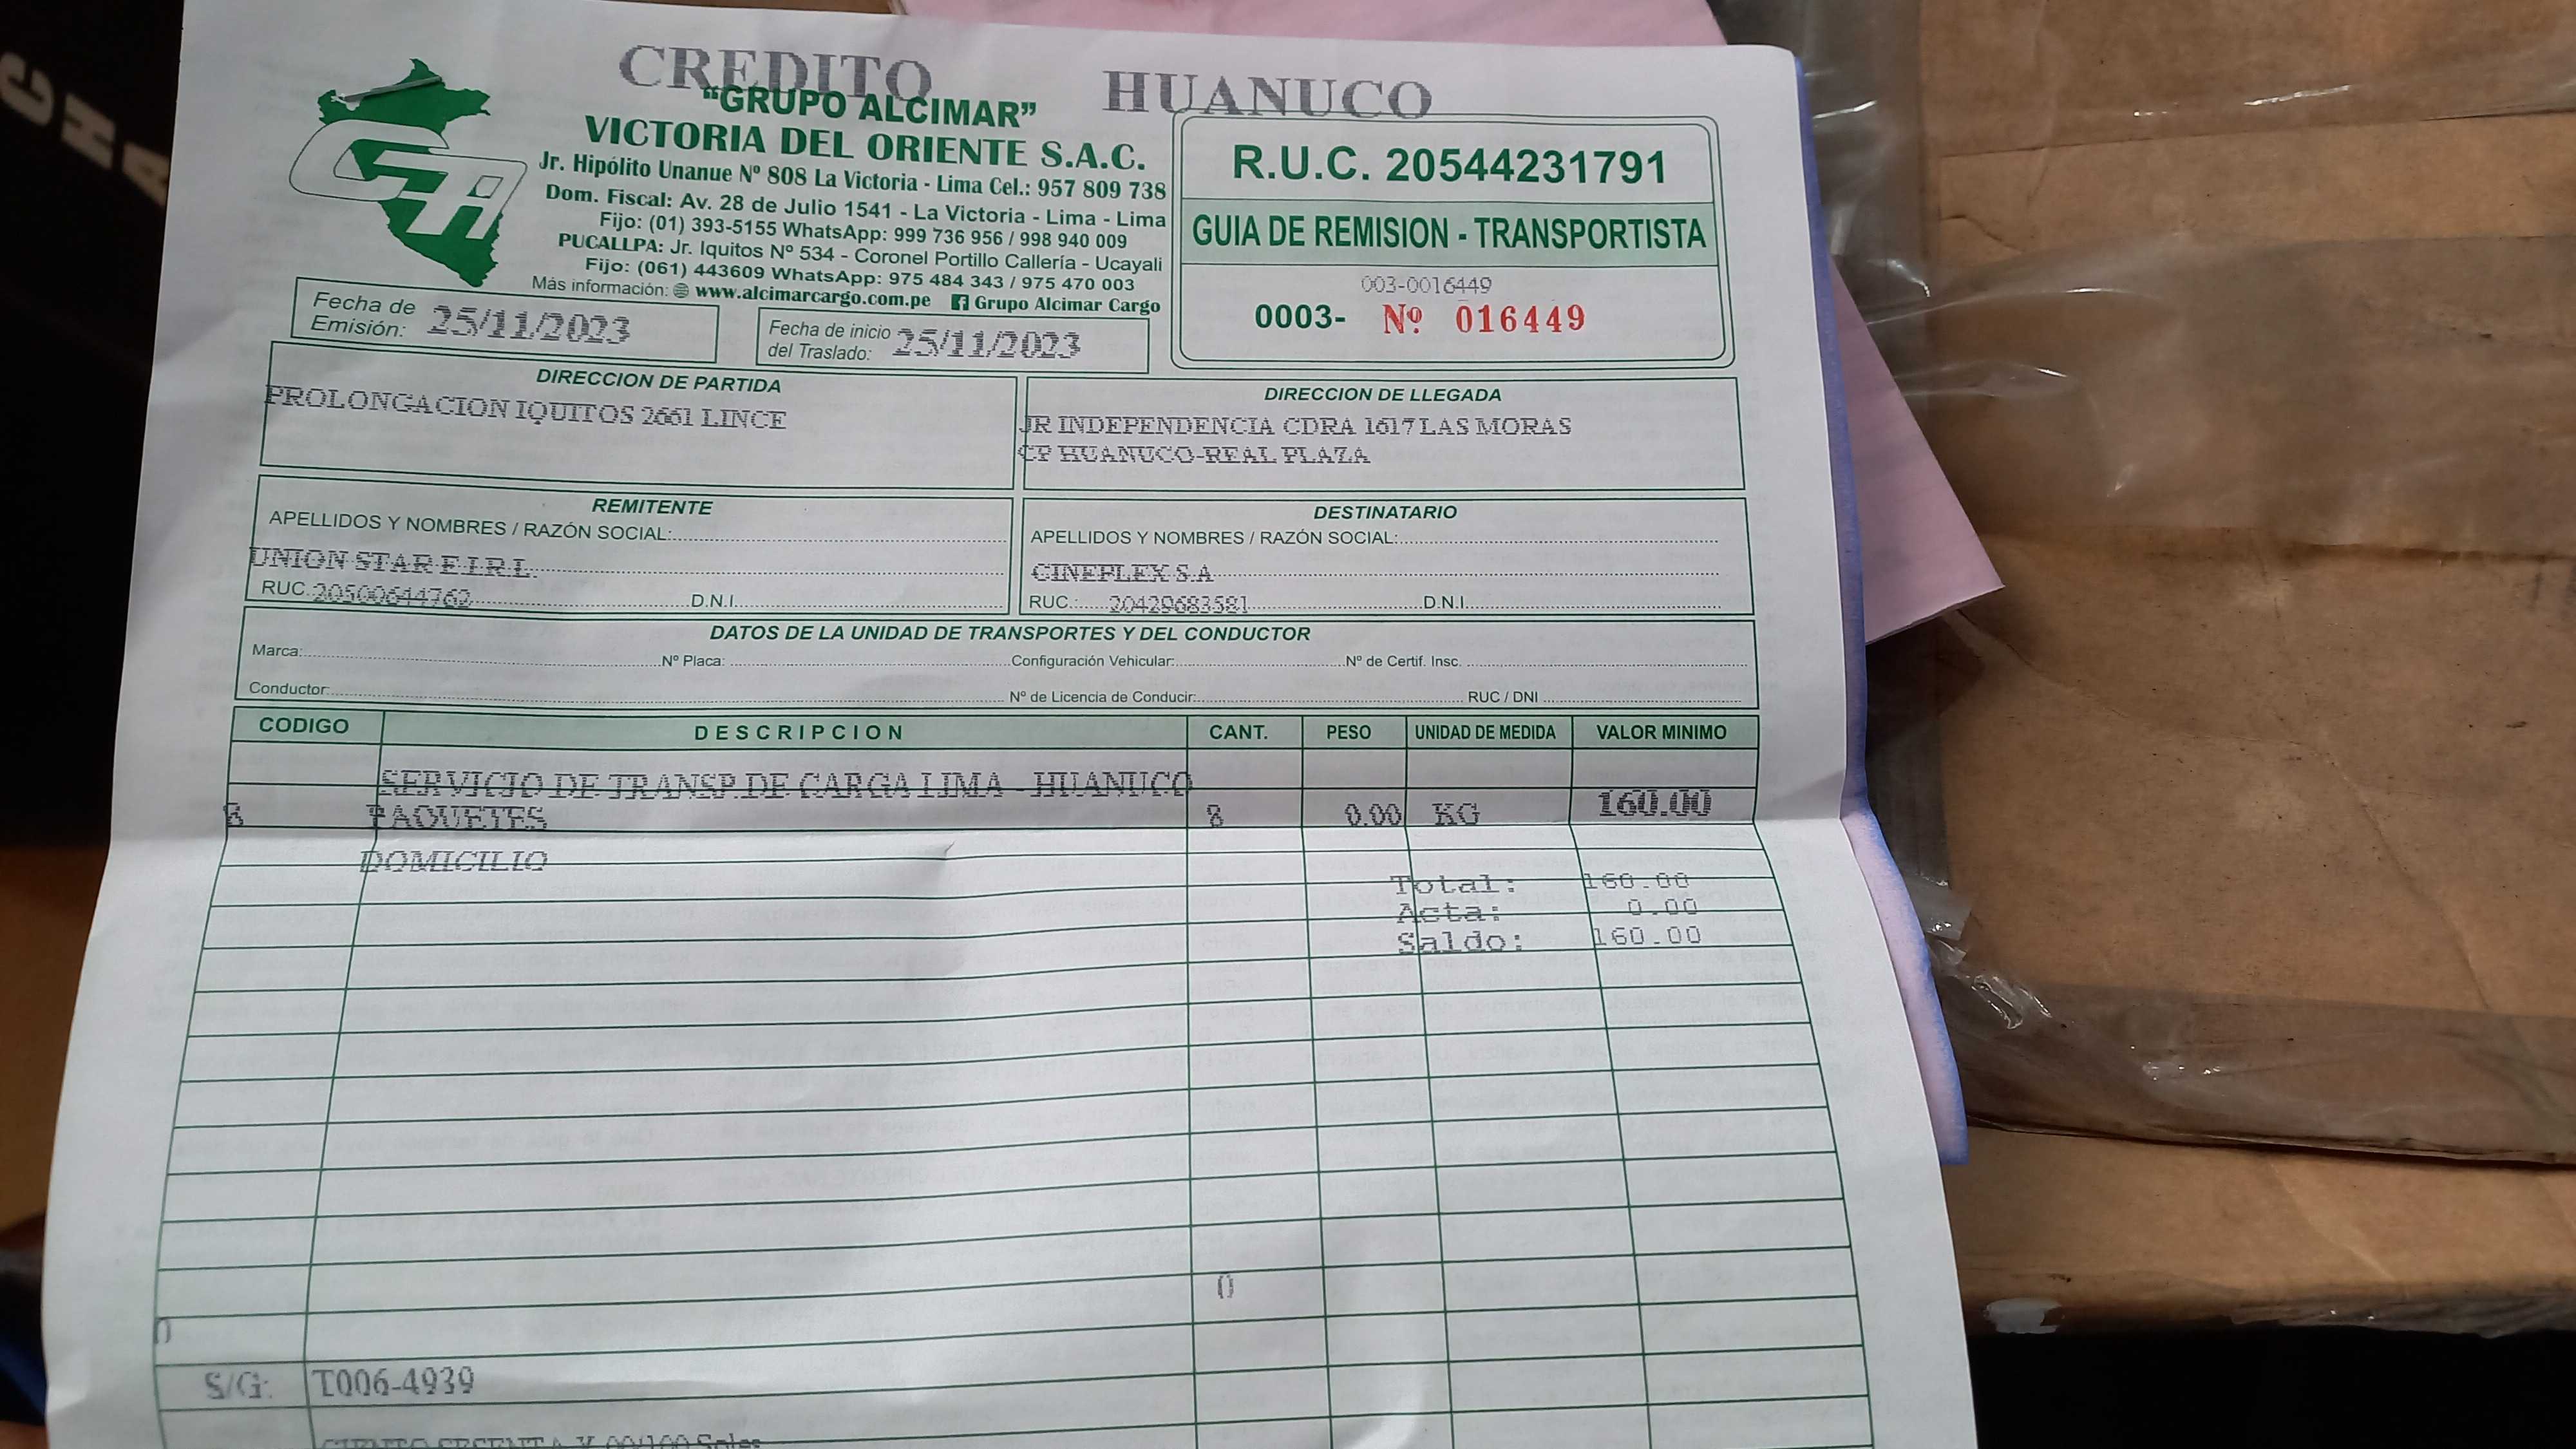 CREDITO HUANUCO
"GRUPO ALCIMAR"
VICTORIA DEL ORIENTE S.A.C.
Jr. Hipólito Unanue Nº 808 La Victoria - Lima Cel.: 957 809 738
Dom. Fiscal: Av. 28 de Julio 1541 - La Victoria - Lima - Lima
Fijo: (01) 393-5155 WhatsApp: 999 736 956 / 998 940 009
PUCALLPA: Jr. Iquitos Nº 534 - Coronel Portillo Callería - Ucayali
Fijo: (061) 443609 WhatsApp: 975 484 343 / 975 470 003
Más información: www.alcimarcargo.com.pe Grupo Alcimar Cargo
R.U.C. 20544231791
GUIA DE REMISION - TRANSPORTISTA
003-0016449
0003- Nº 016449
Fecha de Emisión: 25/11/2023
Fecha de inicio del Traslado: 25/11/2023
DIRECCION DE PARTIDA
PROLONGACION IQUITOS 2661 LINCE
DIRECCION DE LLEGADA
JR INDEPENDENCIA CDRA 1617 LAS MORAS
CP HUANUCO-REAL PLAZA
REMITENTE
APELLIDOS Y NOMBRES / RAZÓN SOCIAL:
UNION STAR E.I.R.L.
RUC. 20500644762 D.N.I.
DESTINATARIO
APELLIDOS Y NOMBRES / RAZÓN SOCIAL:
CINEPLEX S.A
RUC.: 20429683581 D.N.I.
DATOS DE LA UNIDAD DE TRANSPORTES Y DEL CONDUCTOR
Marca: Nº Placa: Configuración Vehicular: Nº de Certif. Insc.
Conductor: Nº de Licencia de Conducir: RUC / DNI
CODIGO DESCRIPCION CANT. PESO UNIDAD DE MEDIDA VALOR MINIMO
SERVICIO DE TRANSP. DE CARGA LIMA - HUANUCO
8 PAQUETES 8 0.00 KG 160.00
DOMICILIO
Total: 160.00
Acta: 0.00
Saldo: 160.00
0
0
S/G: T006-4939
CIENTO SESENTA Y 00/100 Soles